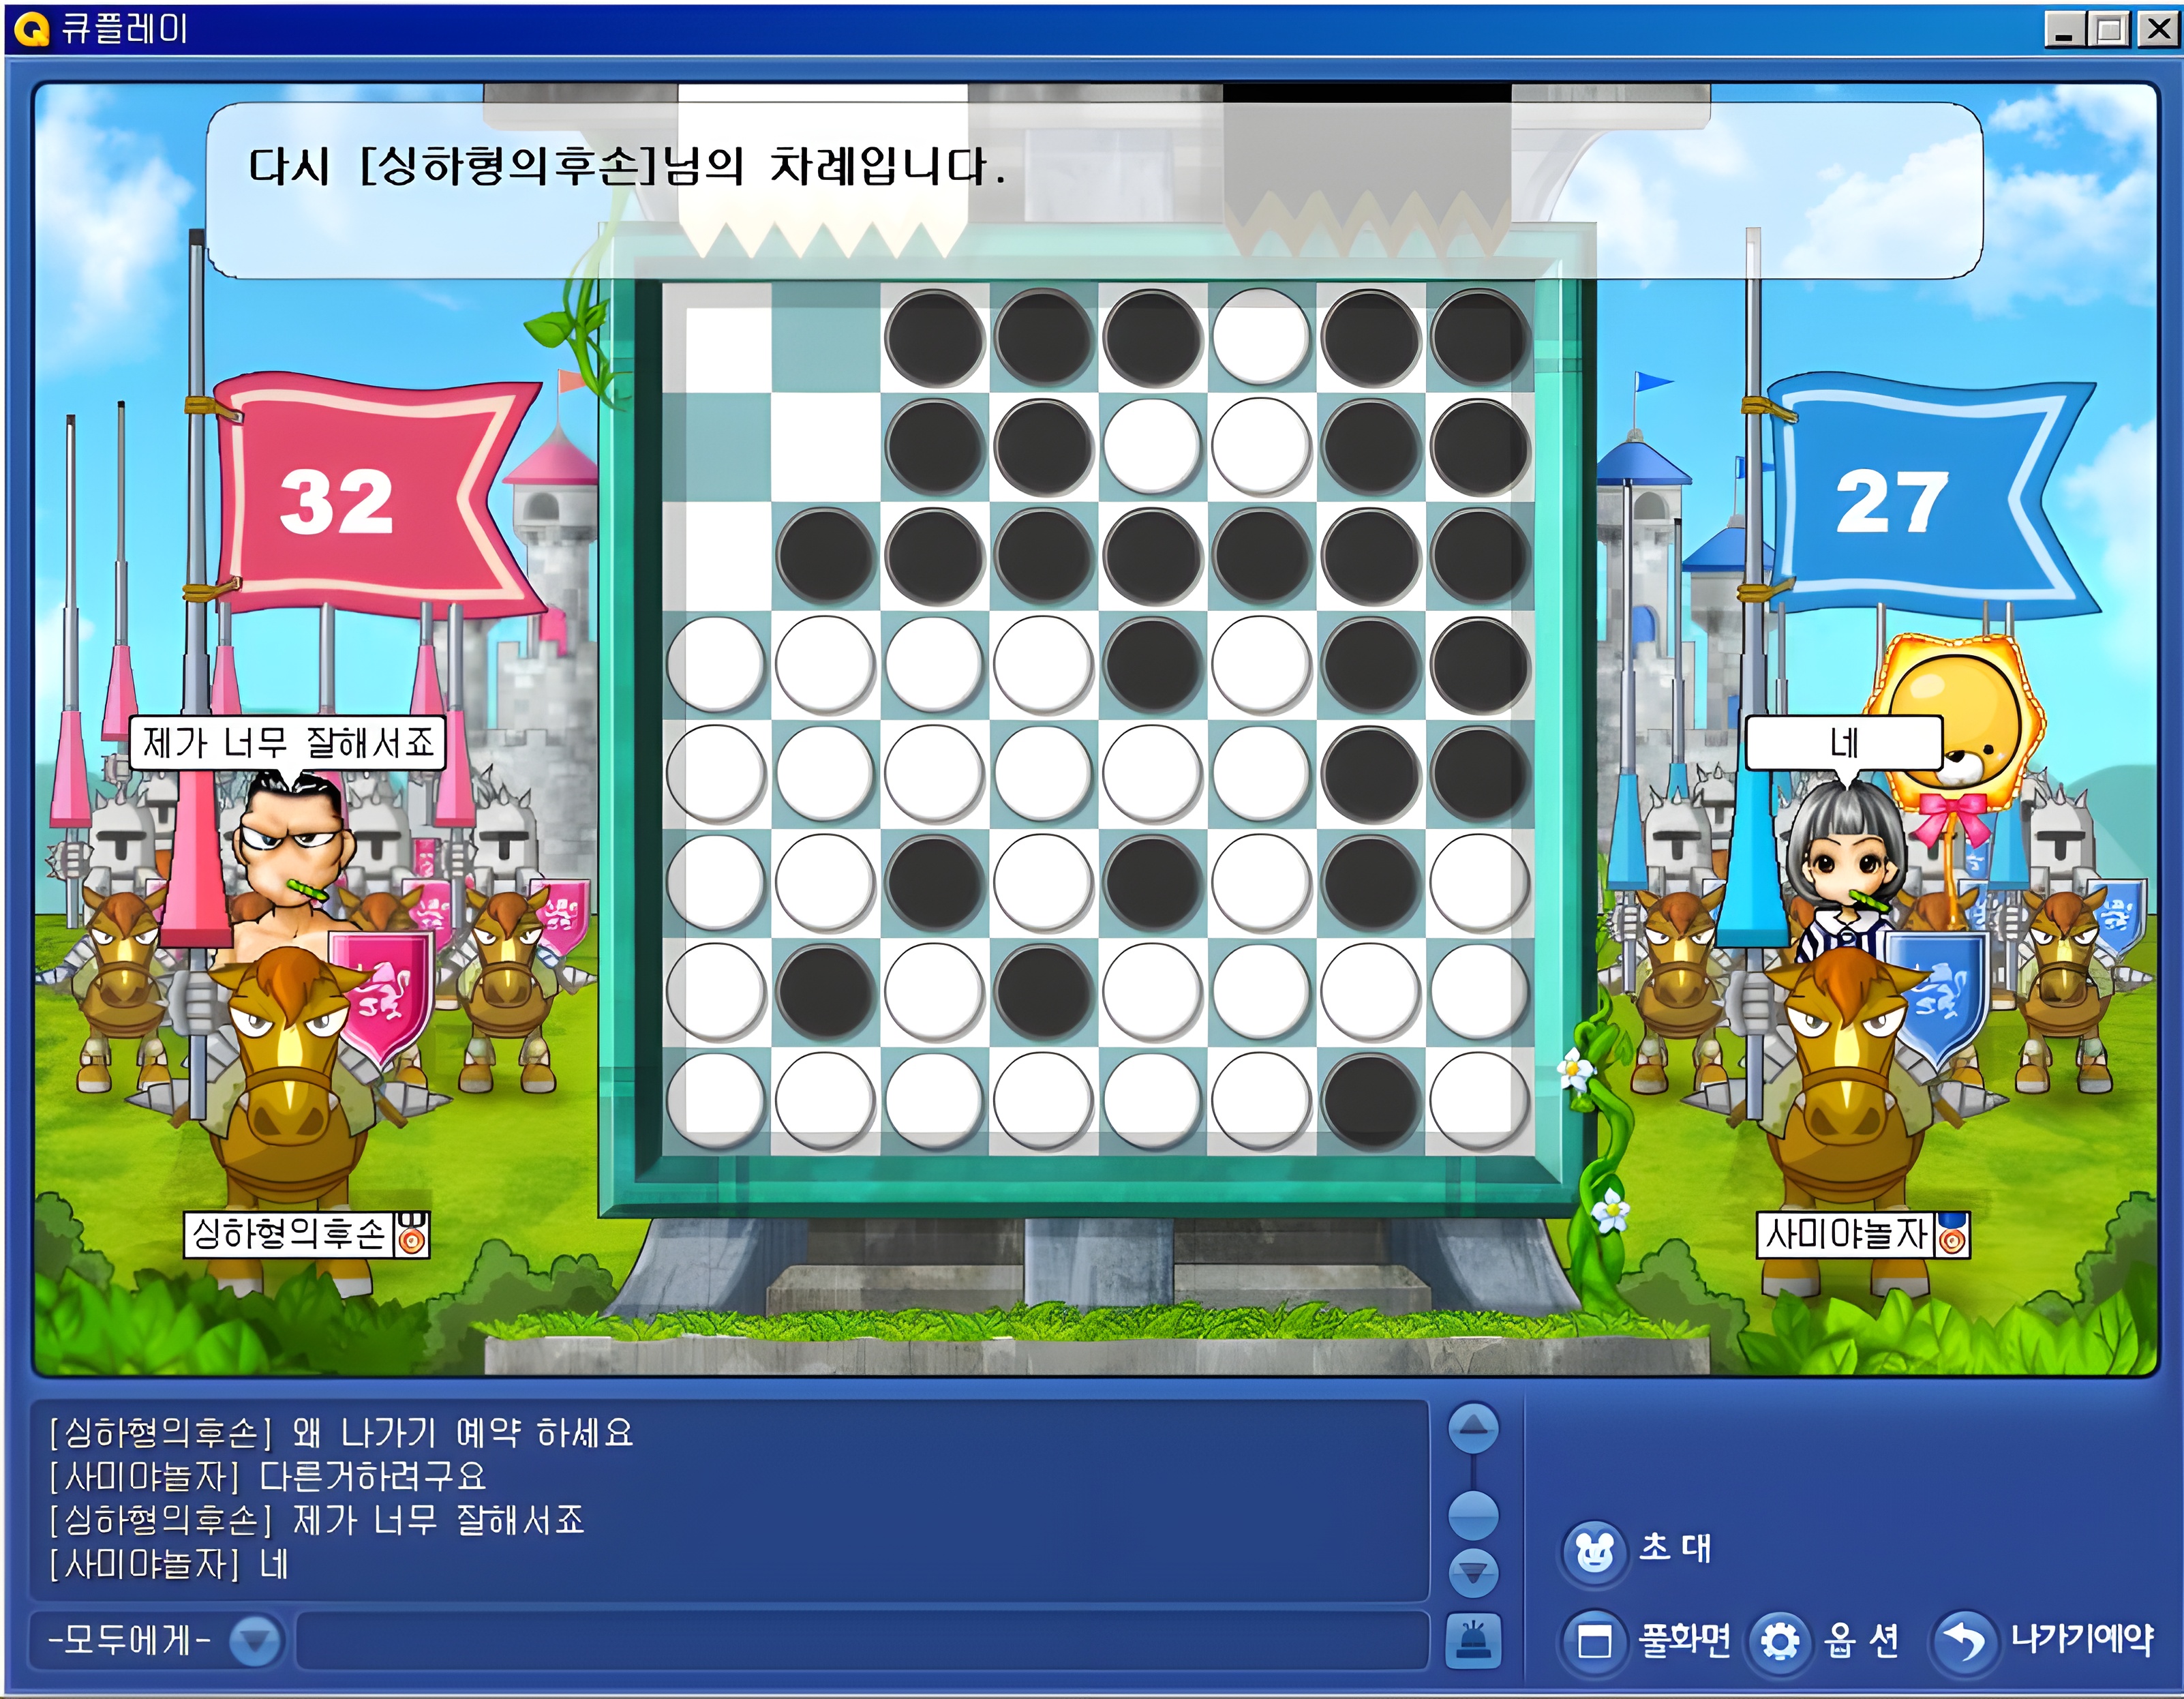 큐플레이
다시 [싱하형의후손]님의 차례입니다.
32
27
제가 너무 잘해서죠
네
싱하형의후손
사미야놀자
[싱하형의후손] 왜 나가기 예약 하세요
[사미야놀자] 다른거하려구요
[싱하형의후손] 제가 너무 잘해서죠
[사미야놀자] 네
-모두에게-
초대
풀화면
옵션
나가기예약